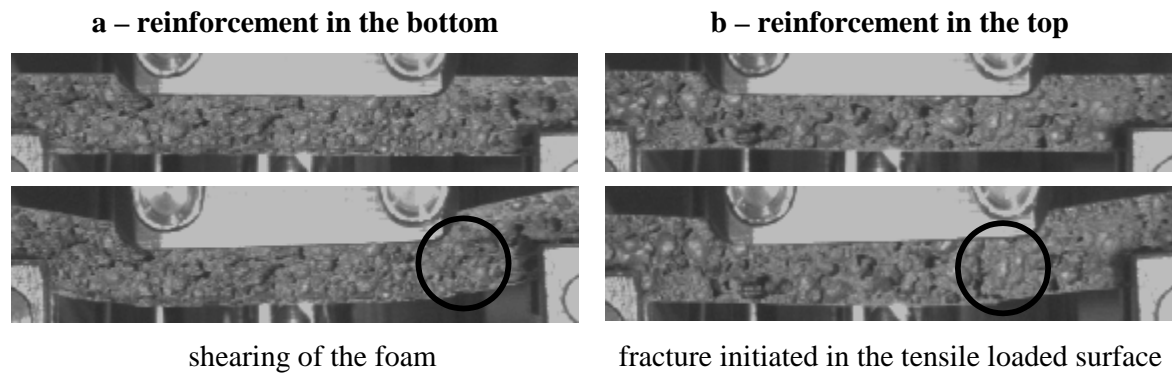 a – reinforcement in the bottom
b – reinforcement in the top
shearing of the foam
fracture initiated in the tensile loaded surface